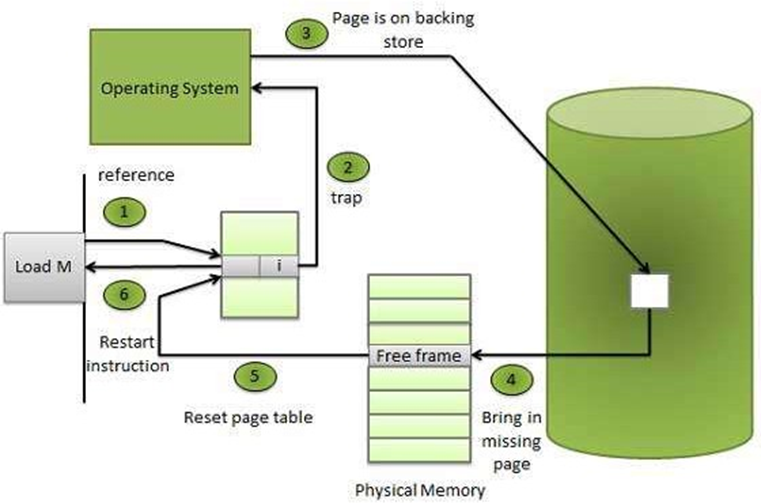 3
Page is on backing
store
Operating System
reference
1
2
trap
Load M
i
6
Restart
instruction
Free frame
5
4
Reset page table
Bring in
missing
page
Physical Memory